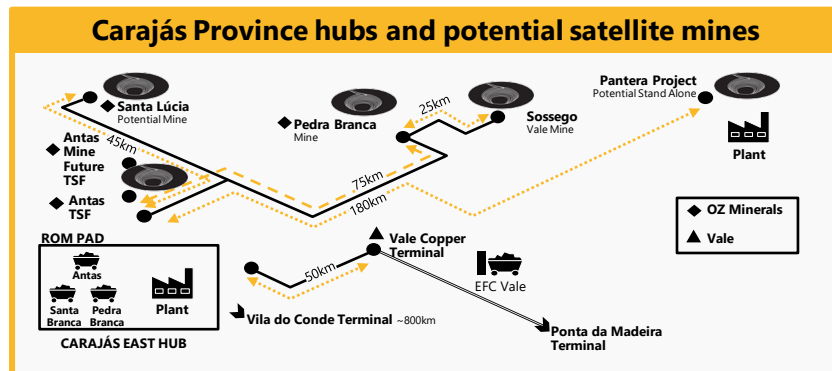 Carajás Province hubs and potential satellite mines
Santa Lúcia
Potential Mine
45km
Antas
Mine
Future
TSF
Antas
TSF
Pedra Branca
Mine
25km
Sossego
Vale Mine
Pantera Project
Potential Stand Alone
Plant
75km
180km
OZ Minerals
Vale
ROM PAD
Antas
Santa
Branca
Pedra
Branca
Plant
CARAJÁS EAST HUB
Vale Copper
Terminal
50km
EFC Vale
Vila do Conde Terminal ~800km
Ponta da Madeira
Terminal